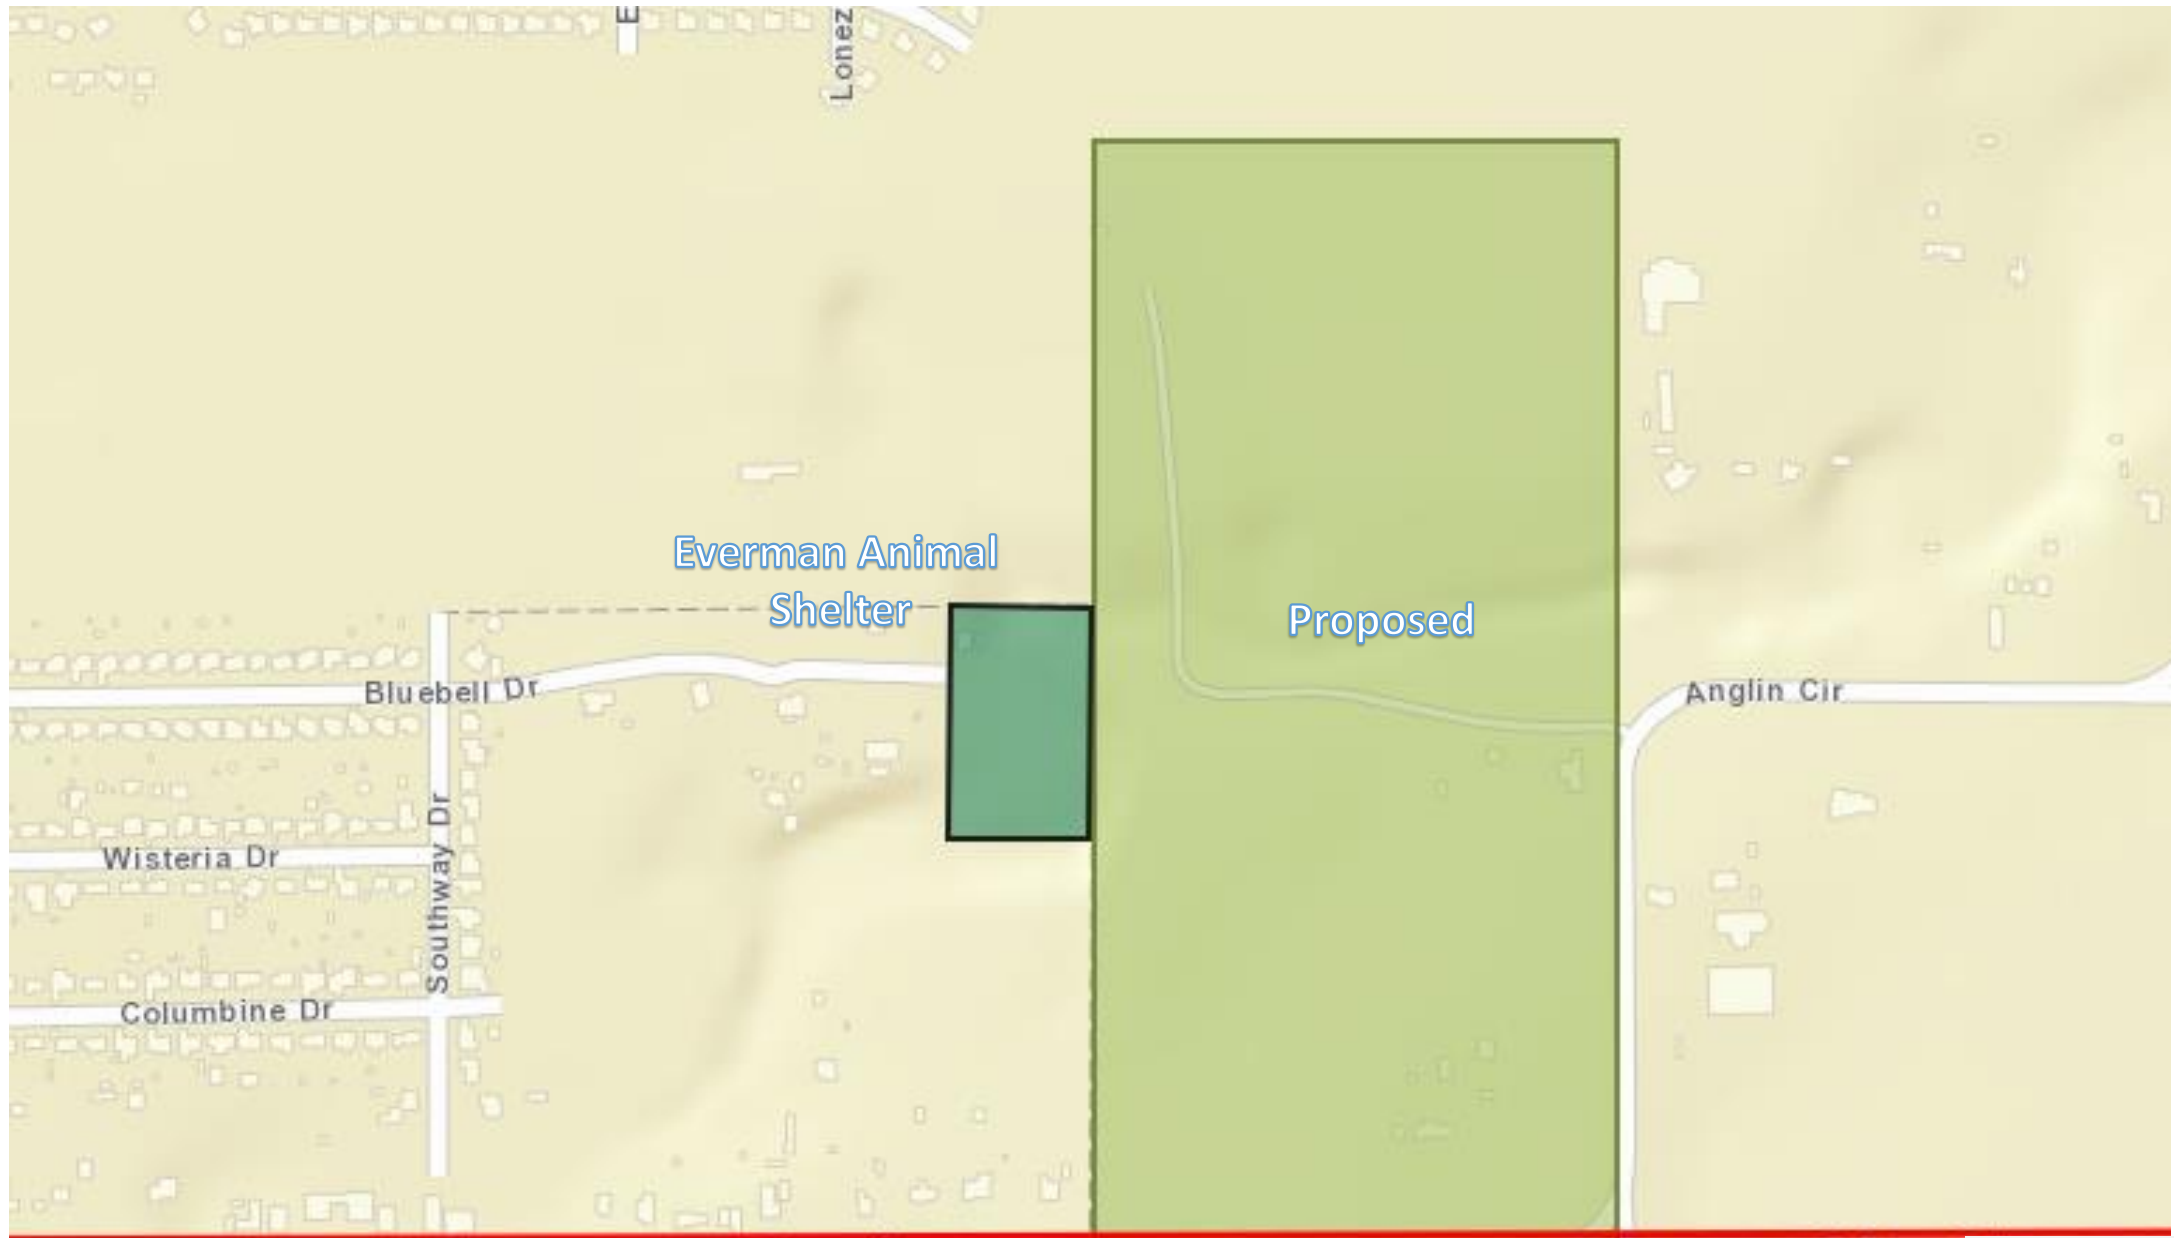 E
Lonez
Everman Animal
Shelter
Proposed
Bluebell Dr
Anglin Cir
Southway Dr
Wisteria Dr
Columbine Dr